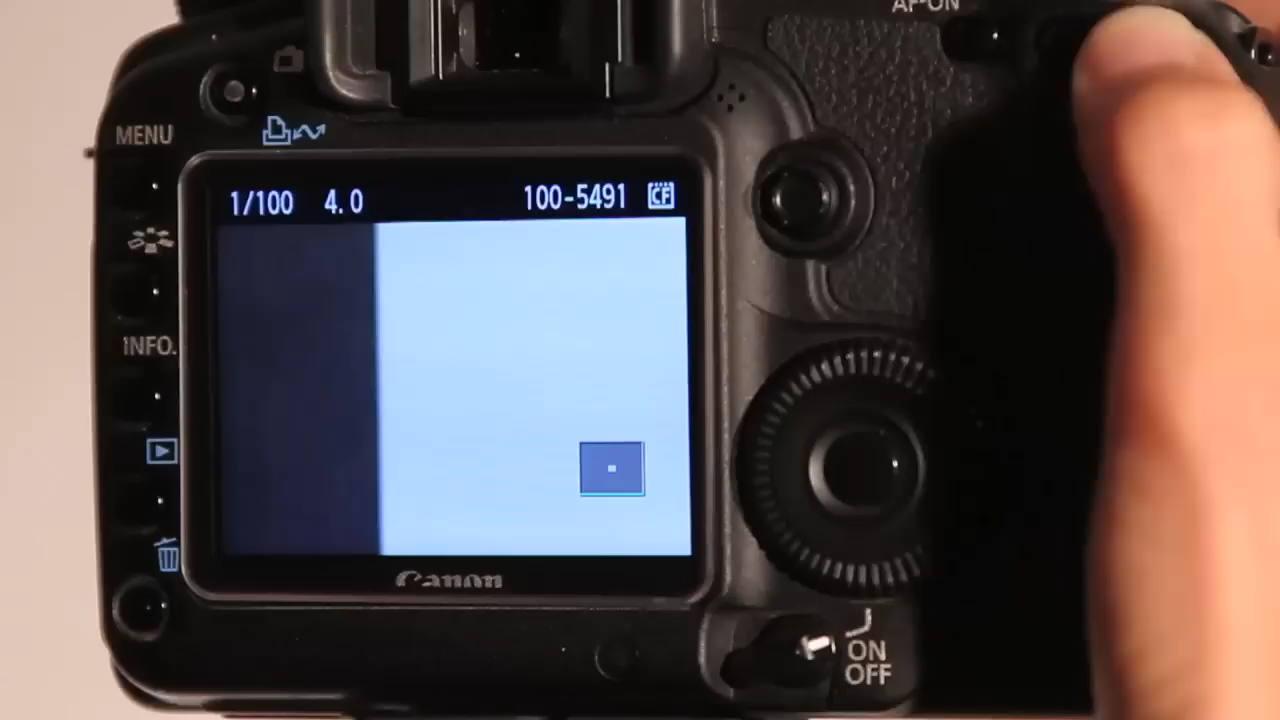 AF-ON
MENU
1/100 4.0 100-5491 CF
INFO.
Canon
ON
OFF